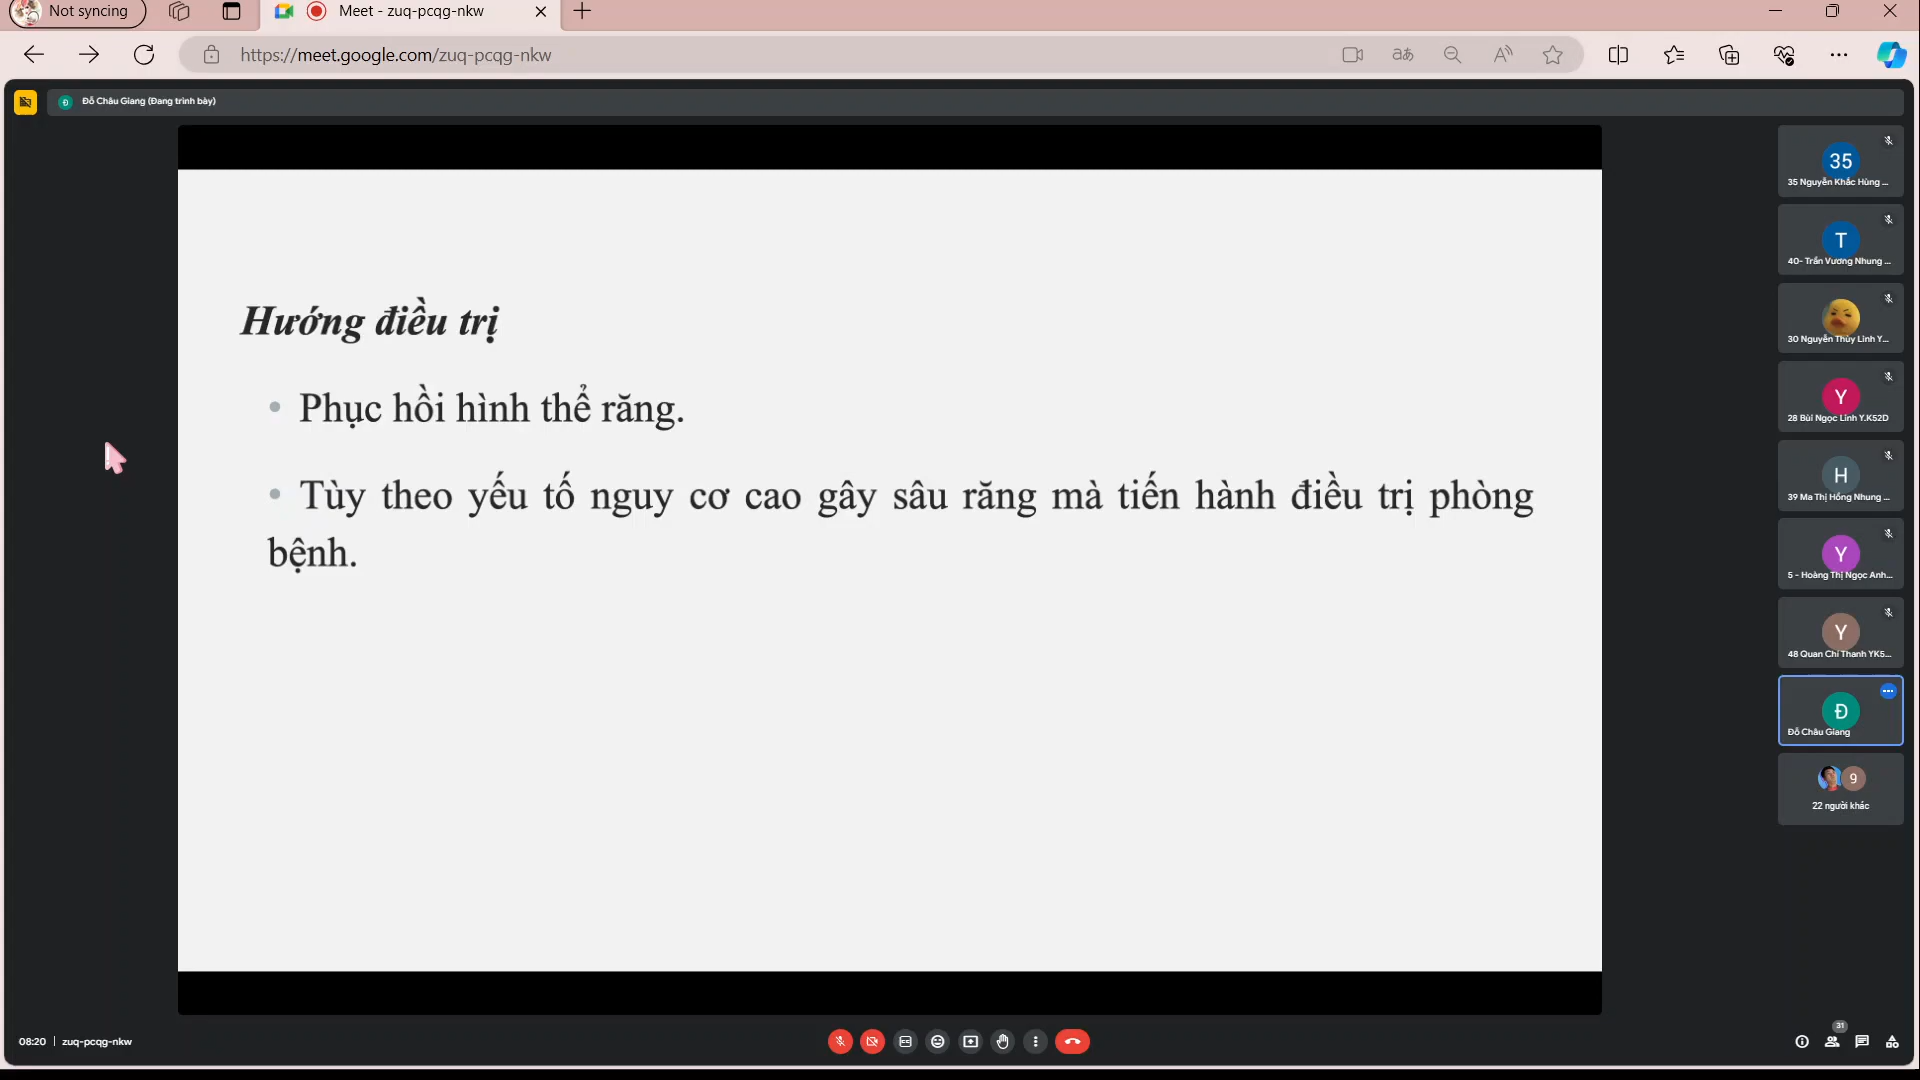 Not syncing
Meet - zuq-pcqg-nkw
https://meet.google.com/zuq-pcqg-nkw
Đỗ Châu Giang (Đang trình bày)
Hướng điều trị
• Phục hồi hình thể răng.
• Tùy theo yếu tố nguy cơ cao gây sâu răng mà tiến hành điều trị phòng
bệnh.
35
35 Nguyễn Khắc Hùng ...
T
40- Trần Vương Nhung ...
30 Nguyễn Thùy Linh Y...
Y
28 Bùi Ngọc Linh Y.K52D
H
39 Ma Thị Hồng Nhung ...
Y
5 - Hoàng Thị Ngọc Anh...
Y
48 Quan Chí Thanh YK5...
Đ
Đỗ Châu Giang
9
22 người khác
08:20 | zuq-pcqg-nkw
31